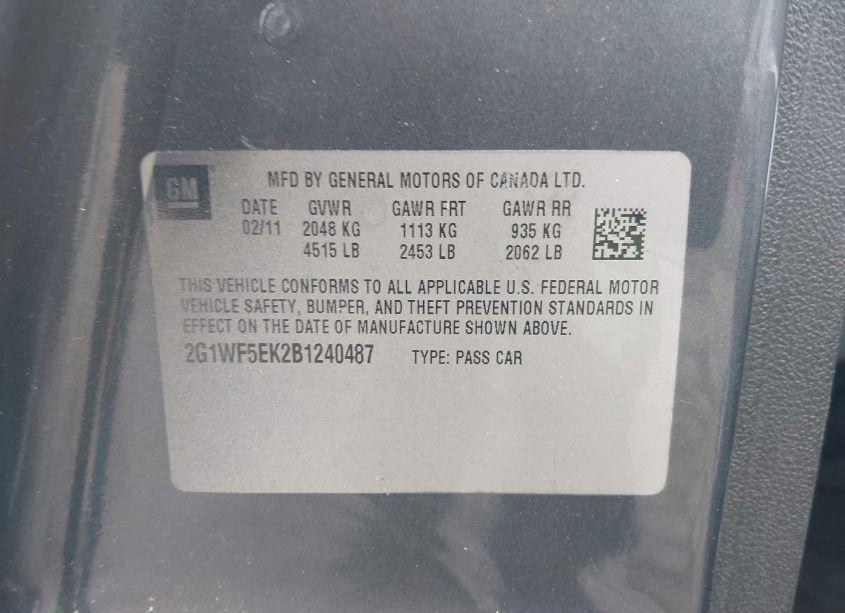 GM
MFD BY GENERAL MOTORS OF CANADA LTD.
DATE GVWR GAWR FRT GAWR RR
02/11 2048 KG 1113 KG 935 KG
4515 LB 2453 LB 2062 LB
THIS VEHICLE CONFORMS TO ALL APPLICABLE U.S. FEDERAL MOTOR
VEHICLE SAFETY, BUMPER, AND THEFT PREVENTION STANDARDS IN
EFFECT ON THE DATE OF MANUFACTURE SHOWN ABOVE.
2G1WF5EK2B1240487 TYPE: PASS CAR